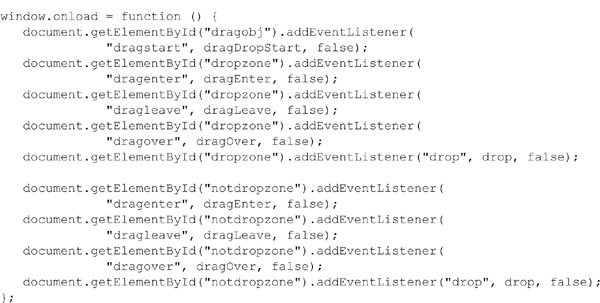 window.onload = function () {
document.getElementById("dragobj").addEventListener(
"dragstart", dragDropStart, false);
document.getElementById("dropzone").addEventListener(
"dragenter", dragEnter, false);
document.getElementById("dropzone").addEventListener(
"dragleave", dragLeave, false);
document.getElementById("dropzone").addEventListener(
"dragover", dragOver, false);
document.getElementById("dropzone").addEventListener("drop", drop, false);
document.getElementById("notdropzone").addEventListener(
"dragenter", dragEnter, false);
document.getElementById("notdropzone").addEventListener(
"dragleave", dragLeave, false);
document.getElementById("notdropzone").addEventListener(
"dragover", dragOver, false);
document.getElementById("notdropzone").addEventListener("drop", drop, false);
};